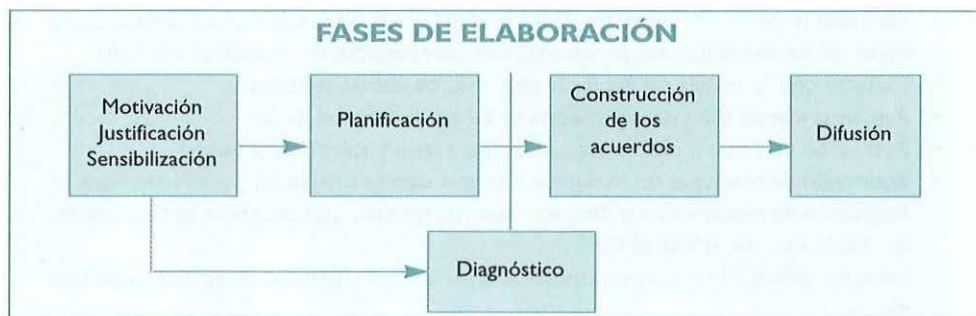 FASES DE ELABORACIÓN
Motivación
Justificación
Sensibilización
Planificación
Construcción
de los
acuerdos
Difusión
Diagnóstico